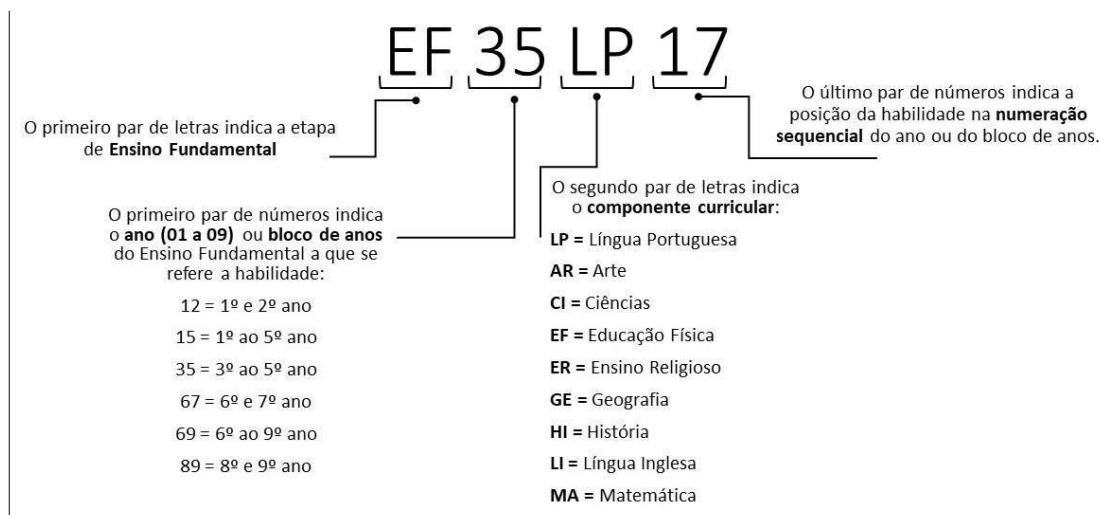 EF 35 LP 17
O primeiro par de letras indica a etapa
de Ensino Fundamental
O primeiro par de números indica
o ano (01 a 09) ou bloco de anos
do Ensino Fundamental a que se
refere a habilidade:
12 = 1º e 2º ano
15 = 1º ao 5º ano
35 = 3º ao 5º ano
67 = 6º e 7º ano
69 = 6º ao 9º ano
89 = 8º e 9º ano
O segundo par de letras indica
o componente curricular:
LP = Língua Portuguesa
AR = Arte
CI = Ciências
EF = Educação Física
ER = Ensino Religioso
GE = Geografia
HI = História
LI = Língua Inglesa
MA = Matemática
O último par de números indica a
posição da habilidade na numeração
sequencial do ano ou do bloco de anos.